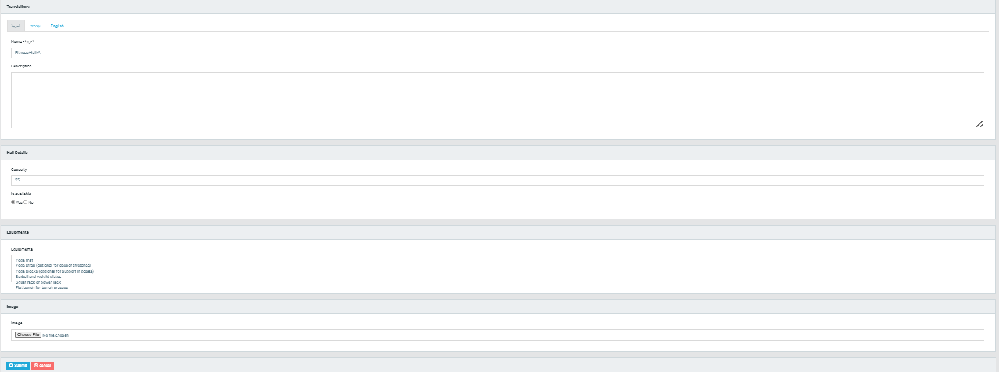 Translations
العربية עברית English
Name - العربية
Fitness-Hall-A
Description
Hall Details
Capacity
25
Is available
Yes No
Equipments
Equipments
Yoga mat
Yoga strap (optional for deeper stretches)
Yoga blocks (optional for support in poses)
Barbell and weight plates
Squat rack or power rack
Flat bench for bench presses
Image
Image
Choose File No file chosen
Submit cancel